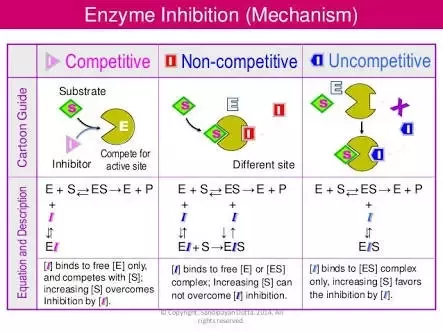 Enzyme Inhibition (Mechanism)
I Competitive
I Non-competitive
I Uncompetitive
Cartoon Guide
Substrate
S
E
I
Inhibitor
Compete for
active site
E
I
S
S
I
I
Different site
E
S
X
I
S
I
Equation and Description
E + S⇄ES→E + P
+
I
⇅
EI
E + S⇄ES→E + P
+ +
I I
⇅ ↓↑
EI+S→EIS
E + S⇄ES→E + P
+
I
⇅
EIS
[I] binds to free [E] only,
and competes with [S];
increasing [S] overcomes
Inhibition by [I].
[I] binds to free [E] or [ES]
complex; Increasing [S] can
not overcome [I] inhibition.
[I] binds to [ES] complex
only, increasing [S] favors
the inhibition by [I].
© Copyright, Sandipayan Dutta, 2014, All
rights reserved.